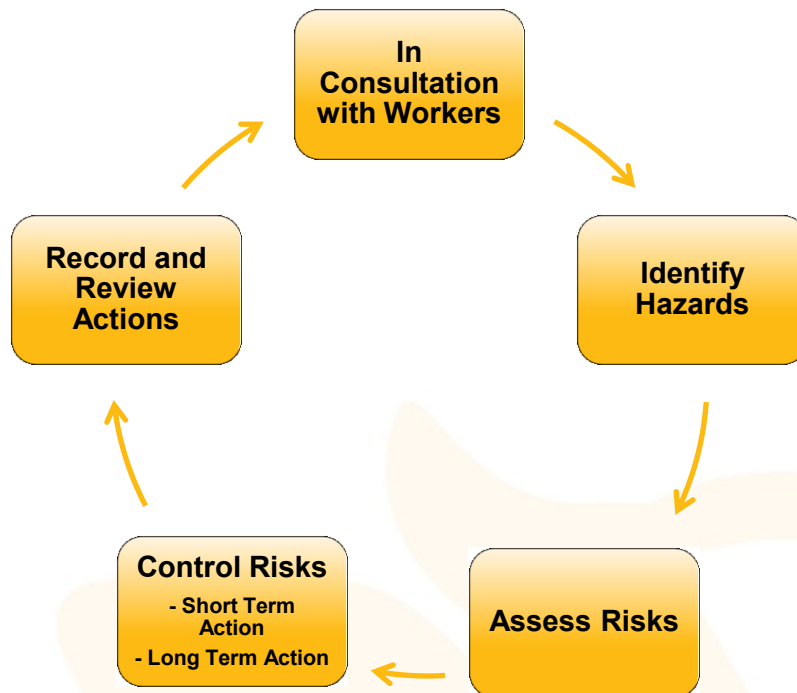 In
Consultation
with Workers
Identify
Hazards
Assess Risks
Control Risks
- Short Term
Action
- Long Term Action
Record and
Review
Actions